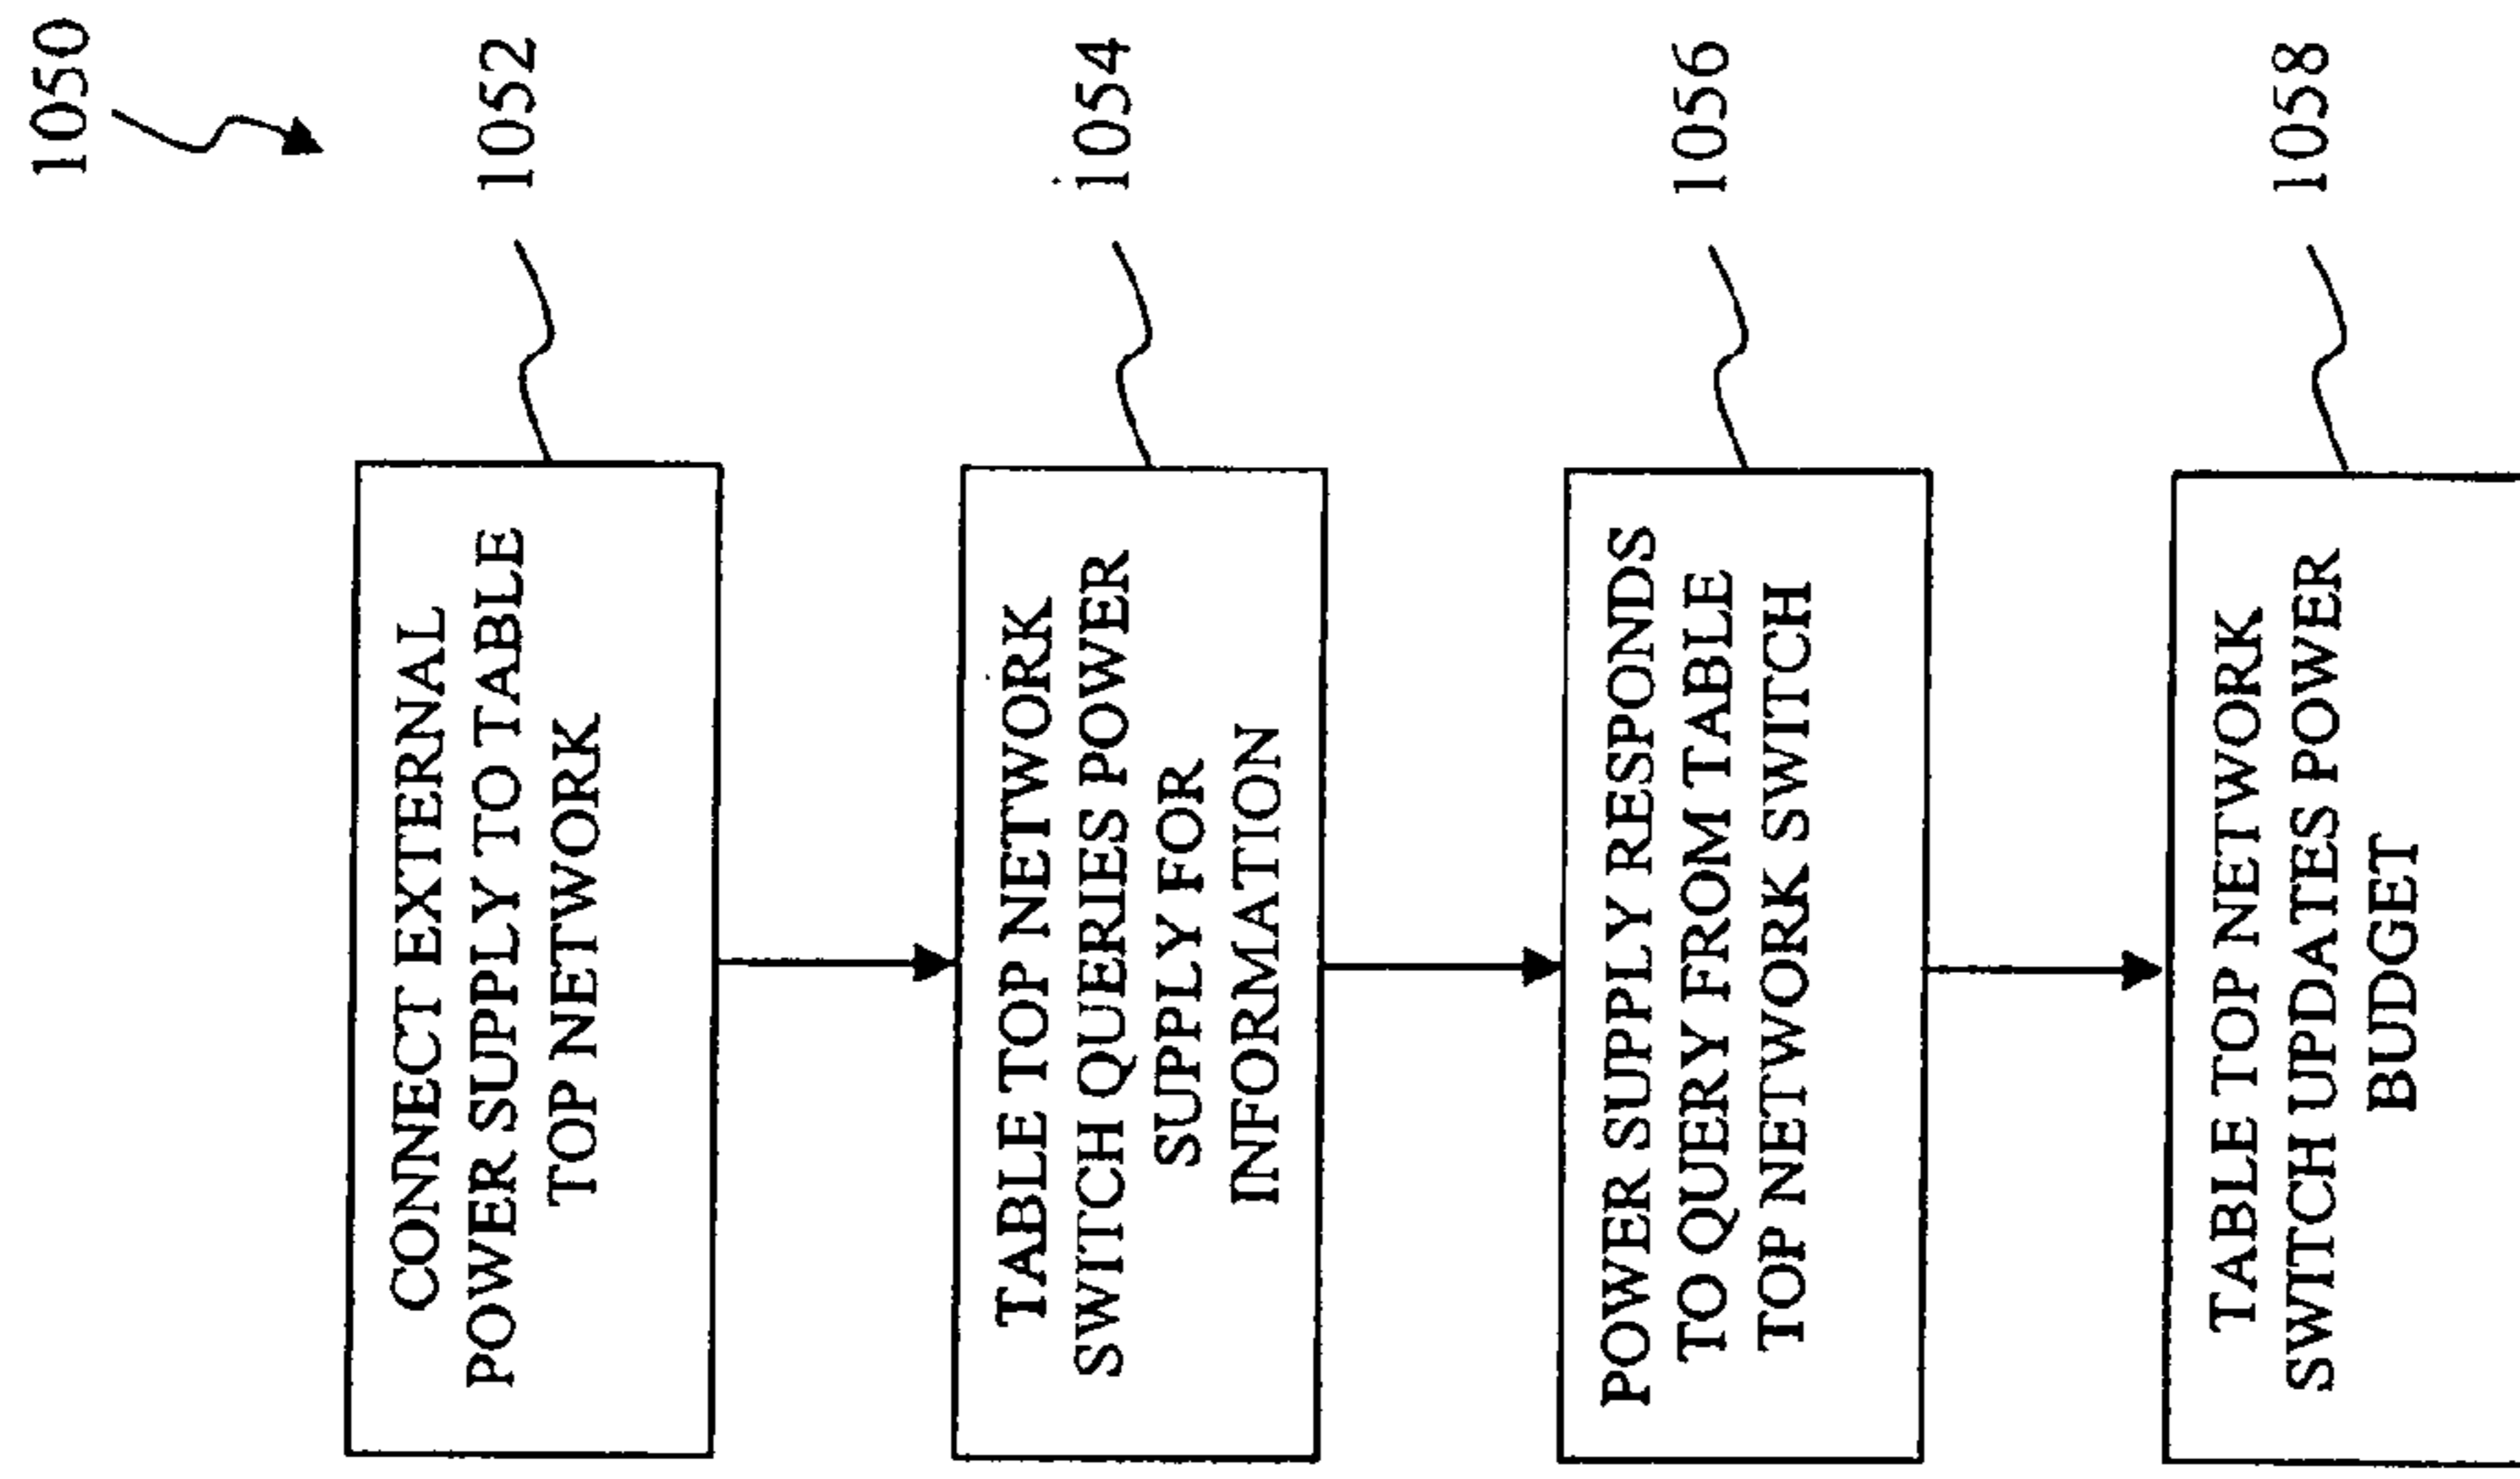 1050
CONNECT EXTERNAL
POWER SUPPLY TO TABLE
TOP NETWORK
1052
TABLE TOP NETWORK
SWITCH QUERIES POWER
SUPPLY FOR
INFORMATION
1054
POWER SUPPLY RESPONDS
TO QUERY FROM TABLE
TOP NETWORK SWITCH
1056
TABLE TOP NETWORK
SWITCH UPDATES POWER
BUDGET
1058